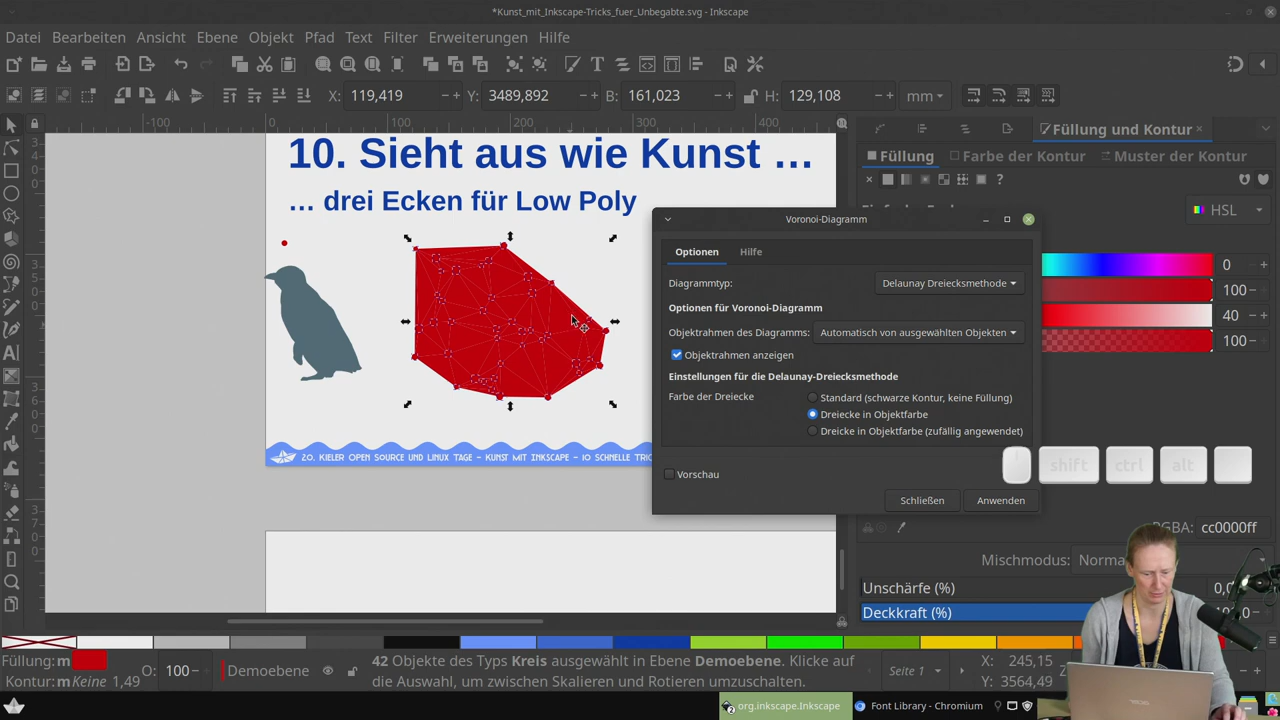 *Kunst_mit_Inkscape-Tricks_fuer_Unbegabte.svg - Inkscape
Datei Bearbeiten Ansicht Ebene Objekt Pfad Text Filter Erweiterungen Hilfe
X: 119,419 Y: 3489,892 B: 161,023 H: 129,108 mm
-100 0 100 200 300 400
Füllung und Kontur
Füllung Farbe der Kontur Muster der Kontur
HSL
0
100
40
100
10. Sieht aus wie Kunst …
… drei Ecken für Low Poly
20. KIELER OPEN SOURCE UND LINUX TAGE - KUNST MIT INKSCAPE - 10 SCHNELLE
Voronoi-Diagramm
Optionen Hilfe
Diagrammtyp: Delaunay Dreiecksmethode
Optionen für Voronoi-Diagramm
Objektrahmen des Diagramms: Automatisch von ausgewählten Objekten
Objektrahmen anzeigen
Einstellungen für die Delaunay-Dreiecksmethode
Farbe der Dreiecke
Standard (schwarze Kontur, keine Füllung)
Dreiecke in Objektfarbe
Dreicke in Objektfarbe (zufällig angewendet)
Vorschau
Schließen Anwenden
shift ctrl alt
RGBA: cc0000ff
Mischmodus:
Unschärfe (%)
Deckkraft (%)
Füllung: m
Kontur: m Keine 1,49
O: 100
Demoebene
42 Objekte des Typs Kreis ausgewählt in Ebene Demoebene. Klicke auf
die Auswahl, um zwischen Skalieren und Rotieren umzuschalten.
Seite 1
X: 245,15
Y: 3564,49
org.inkscape.Inkscape
Font Library - Chromium